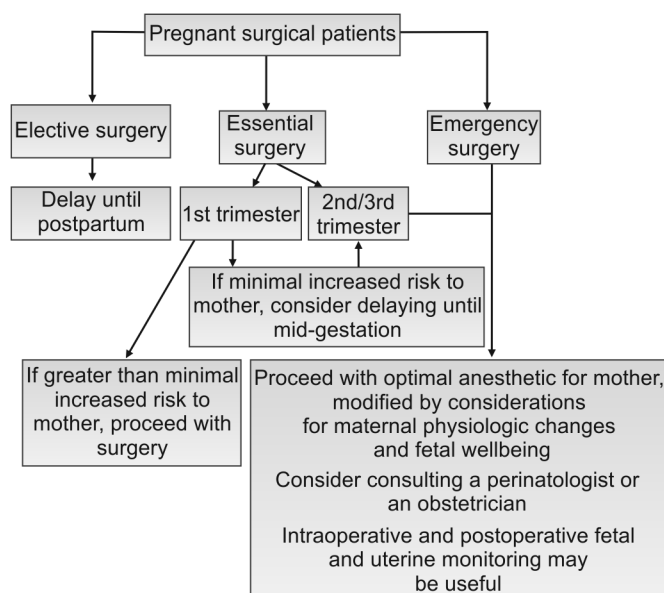 Pregnant surgical patients
Elective surgery
Essential
surgery
Emergency
surgery
Delay until
postpartum
1st trimester
2nd/3rd
trimester
If minimal increased risk to
mother, consider delaying until
mid-gestation
If greater than minimal
increased risk to
mother, proceed with
surgery
Proceed with optimal anesthetic for mother,
modified by considerations
for maternal physiologic changes
and fetal wellbeing
Consider consulting a perinatologist or
an obstetrician
Intraoperative and postoperative fetal
and uterine monitoring may
be useful